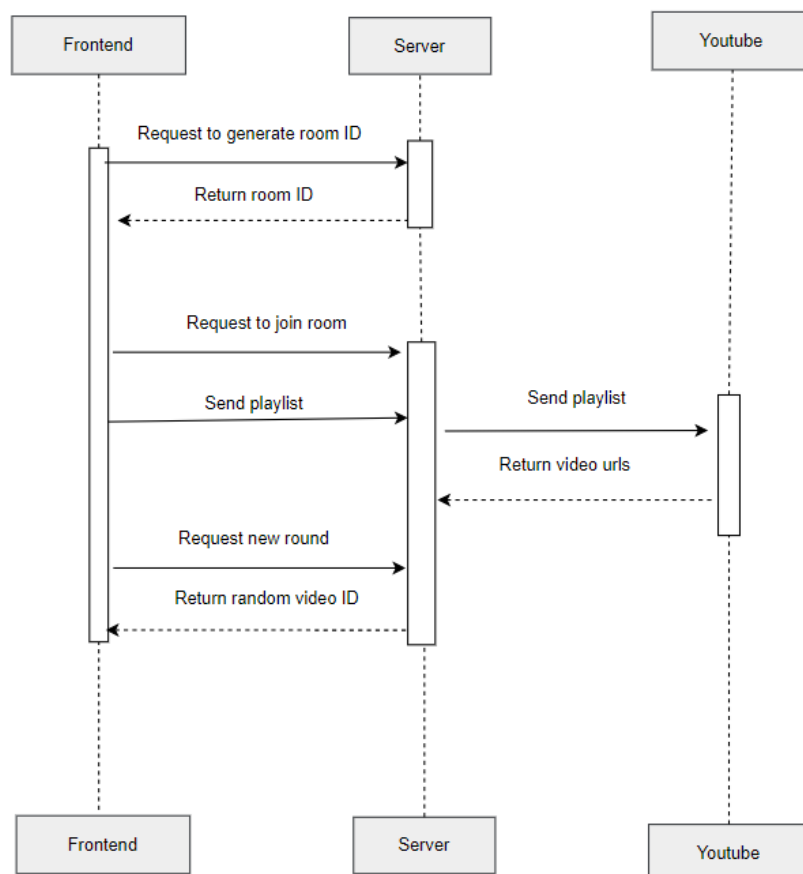 Frontend
Server
Youtube
Request to generate room ID
Return room ID
Request to join room
Send playlist
Send playlist
Return video urls
Request new round
Return random video ID
Frontend
Server
Youtube